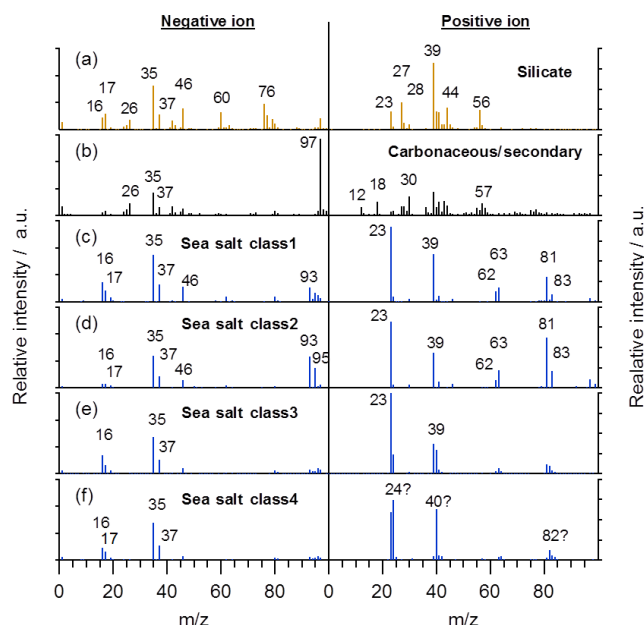 Negative ion Positive ion
(a) 16 17 26 35 37 46 60 76 23 27 28 39 44 56 Silicate
(b) 26 35 37 97 12 18 30 57 Carbonaceous/secondary
(c) 16 17 35 37 46 93 Sea salt class1 23 39 62 63 81 83
(d) 16 17 35 37 46 93 95 Sea salt class2 23 39 62 63 81 83
(e) 16 35 37 Sea salt class3 23 39
(f) 16 17 35 37 Sea salt class4 24? 40? 82?
Relative intensity / a.u.
Realative intensity / a.u.
0 20 40 60 80 0 20 40 60 80
m/z m/z